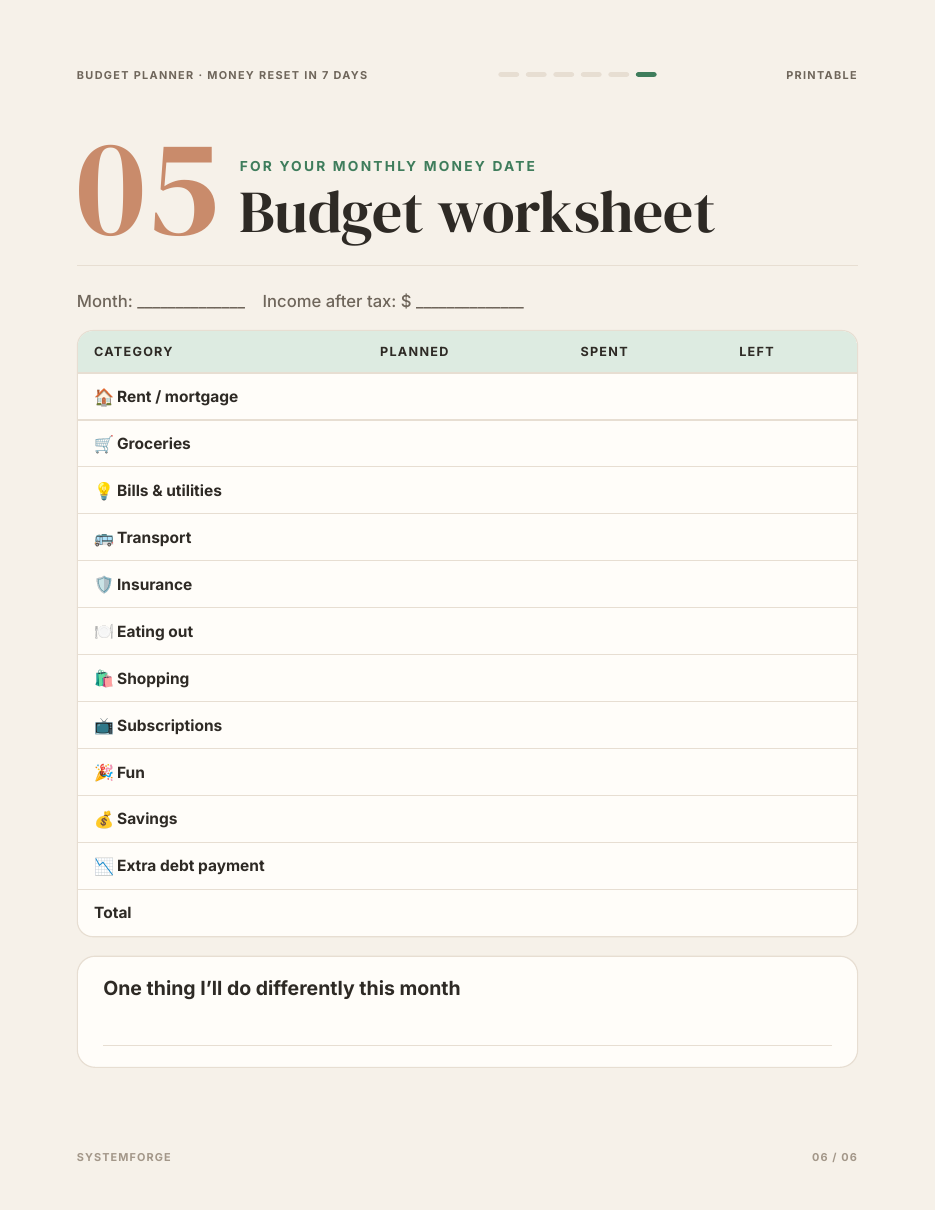 BUDGET PLANNER · MONEY RESET IN 7 DAYS PRINTABLE
05
FOR YOUR MONTHLY MONEY DATE
Budget worksheet
Month: ______________ Income after tax: $ ______________
CATEGORY PLANNED SPENT LEFT
🏠 Rent / mortgage
🛒 Groceries
💡 Bills & utilities
🚌 Transport
🛡️ Insurance
🍽️ Eating out
🛍️ Shopping
📺 Subscriptions
🎉 Fun
💰 Savings
📉 Extra debt payment
Total
One thing I’ll do differently this month
SYSTEMFORGE 06 / 06